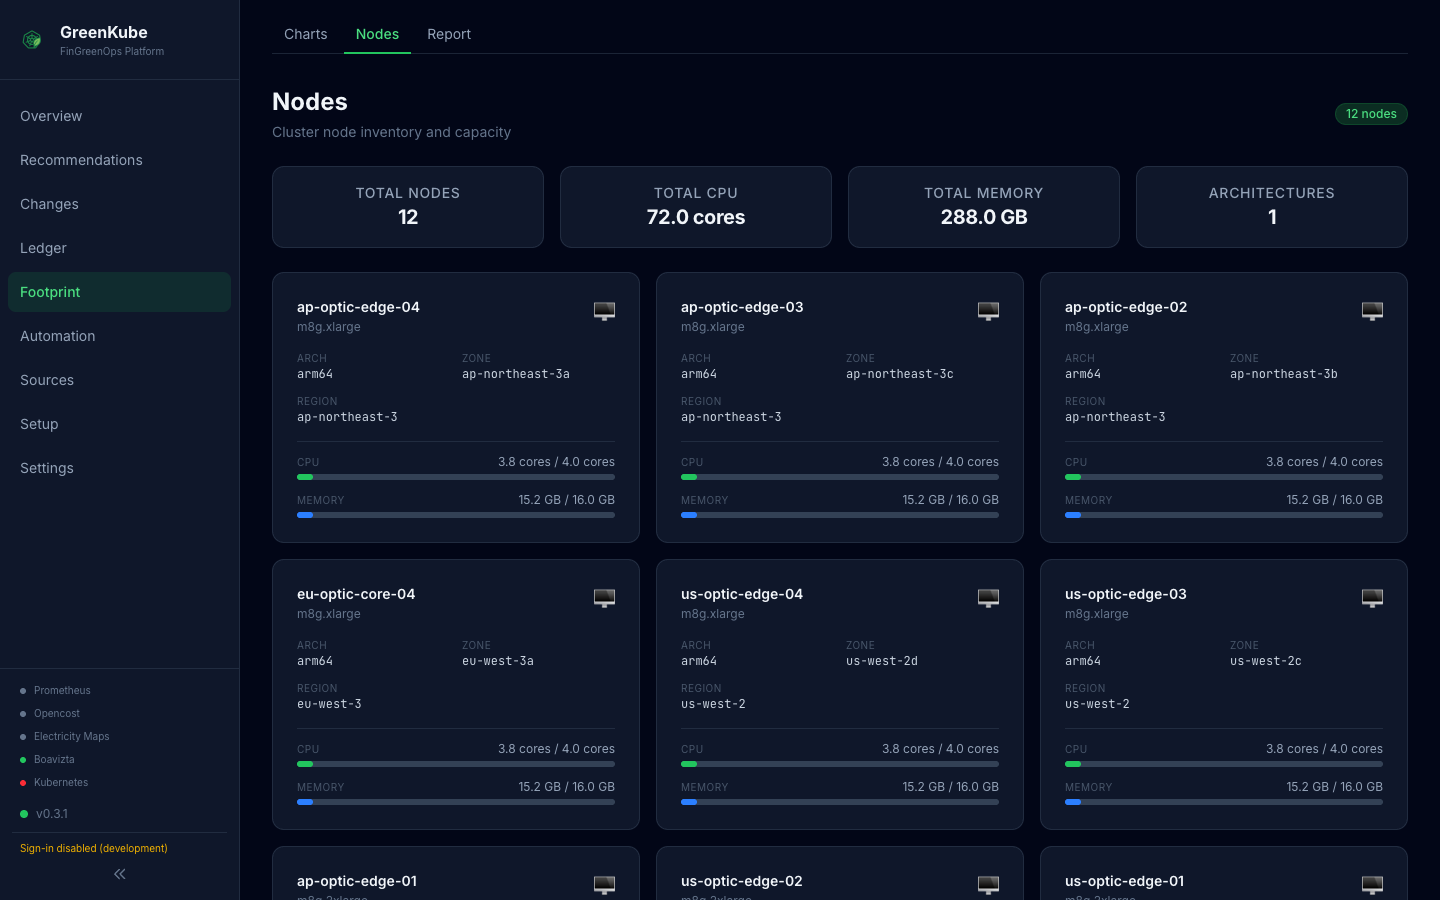 GreenKube
FinGreenOps Platform
Overview
Recommendations
Changes
Ledger
Footprint
Automation
Sources
Setup
Settings
Prometheus
Opencost
Electricity Maps
Boavizta
Kubernetes
v0.3.1
Sign-in disabled (development)
Charts Nodes Report
Nodes
Cluster node inventory and capacity
12 nodes
TOTAL NODES
12
TOTAL CPU
72.0 cores
TOTAL MEMORY
288.0 GB
ARCHITECTURES
1
ap-optic-edge-04
m8g.xlarge
ARCH ZONE
arm64 ap-northeast-3a
REGION
ap-northeast-3
CPU 3.8 cores / 4.0 cores
MEMORY 15.2 GB / 16.0 GB
ap-optic-edge-03
m8g.xlarge
ARCH ZONE
arm64 ap-northeast-3c
REGION
ap-northeast-3
CPU 3.8 cores / 4.0 cores
MEMORY 15.2 GB / 16.0 GB
ap-optic-edge-02
m8g.xlarge
ARCH ZONE
arm64 ap-northeast-3b
REGION
ap-northeast-3
CPU 3.8 cores / 4.0 cores
MEMORY 15.2 GB / 16.0 GB
eu-optic-core-04
m8g.xlarge
ARCH ZONE
arm64 eu-west-3a
REGION
eu-west-3
CPU 3.8 cores / 4.0 cores
MEMORY 15.2 GB / 16.0 GB
us-optic-edge-04
m8g.xlarge
ARCH ZONE
arm64 us-west-2d
REGION
us-west-2
CPU 3.8 cores / 4.0 cores
MEMORY 15.2 GB / 16.0 GB
us-optic-edge-03
m8g.xlarge
ARCH ZONE
arm64 us-west-2c
REGION
us-west-2
CPU 3.8 cores / 4.0 cores
MEMORY 15.2 GB / 16.0 GB
ap-optic-edge-01
m8g.2xlarge
us-optic-edge-02
m8g.2xlarge
us-optic-edge-01
m8g.2xlarge